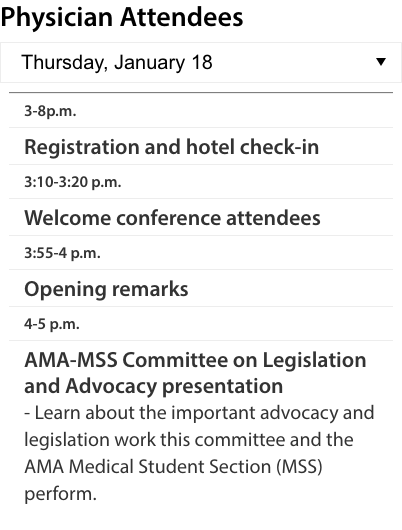 Physician Attendees
Thursday, January 18
3-8p.m.
Registration and hotel check-in
3:10-3:20 p.m.
Welcome conference attendees
3:55-4 p.m.
Opening remarks
4-5 p.m.
AMA-MSS Committee on Legislation
and Advocacy presentation
- Learn about the important advocacy and
legislation work this committee and the
AMA Medical Student Section (MSS)
perform.